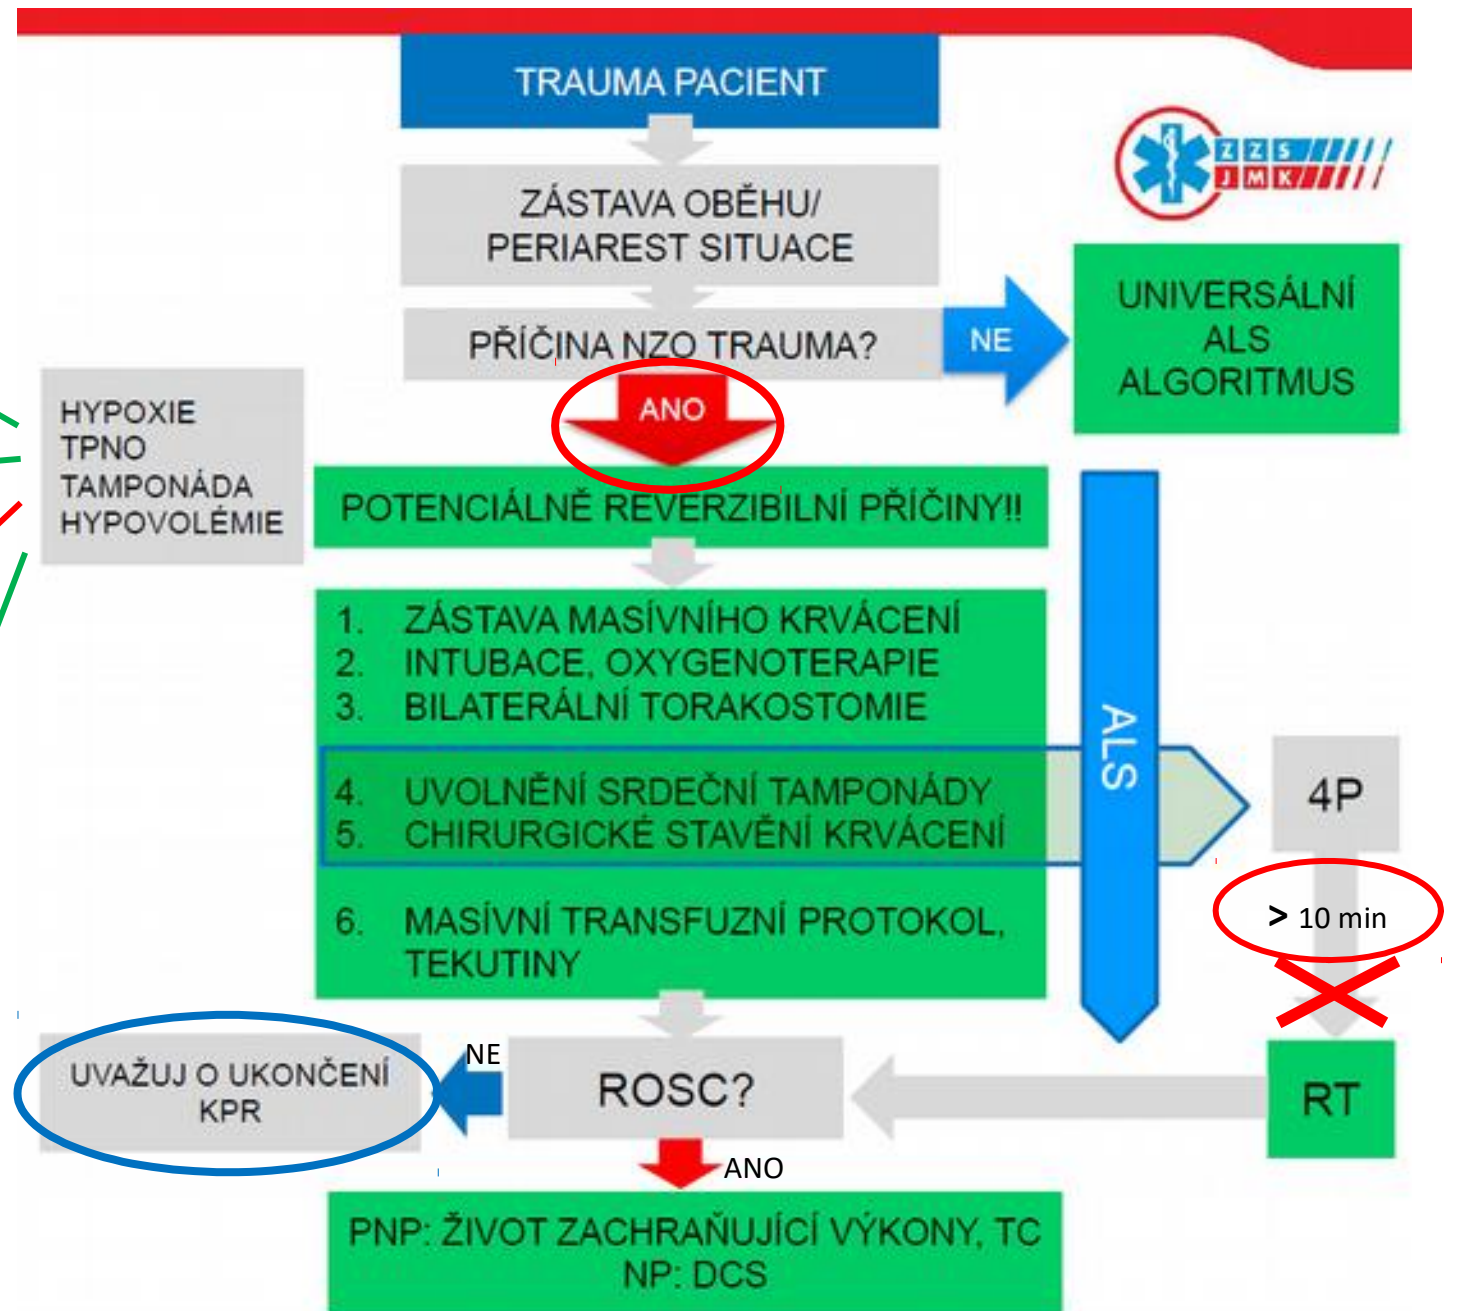 TRAUMA PACIENT
ZZS
JMK
ZÁSTAVA OBĚHU/
PERIAREST SITUACE
PŘÍČINA NZO TRAUMA?
NE
UNIVERSÁLNÍ
ALS
ALGORITMUS
ANO
HYPOXIE
TPNO
TAMPONÁDA
HYPOVOLÉMIE
POTENCIÁLNĚ REVERZIBILNÍ PŘÍČINY!!
1. ZÁSTAVA MASÍVNÍHO KRVÁCENÍ
2. INTUBACE, OXYGENOTERAPIE
3. BILATERÁLNÍ TORAKOSTOMIE
4. UVOLNĚNÍ SRDEČNÍ TAMPONÁDY
5. CHIRURGICKÉ STAVĚNÍ KRVÁCENÍ
6. MASÍVNÍ TRANSFUZNÍ PROTOKOL,
TEKUTINY
ALS
4P
> 10 min
RT
ROSC?
NE
UVAŽUJ O UKONČENÍ
KPR
ANO
PNP: ŽIVOT ZACHRAŇUJÍCÍ VÝKONY, TC
NP: DCS